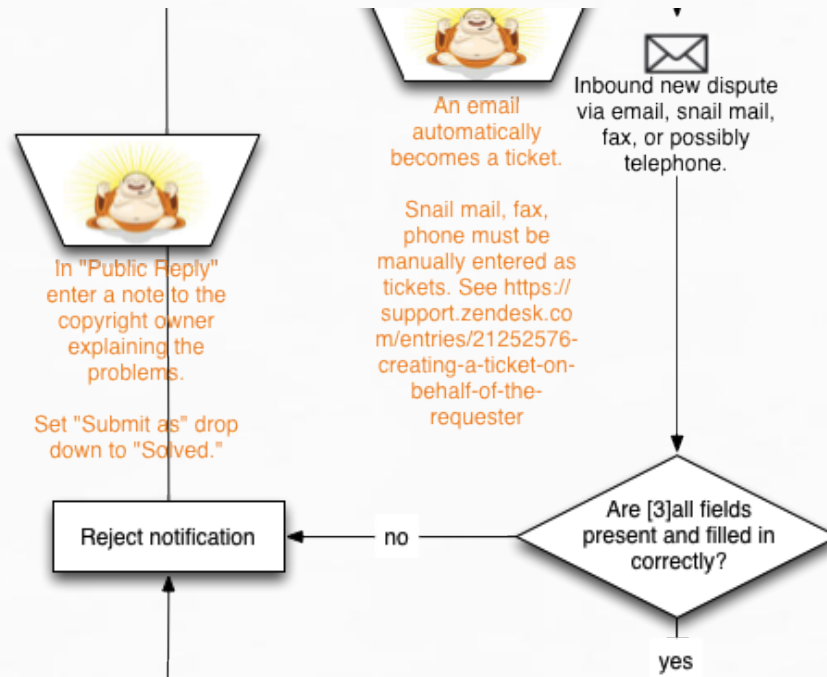 Inbound new dispute
via email, snail mail,
fax, or possibly
telephone.
An email
automatically
becomes a ticket.
Snail mail, fax,
phone must be
manually entered as
tickets. See https://
support.zendesk.co
m/entries/21252576-
creating-a-ticket-on-
behalf-of-the-
requester
In "Public Reply"
enter a note to the
copyright owner
explaining the
problems.
Set "Submit as" drop
down to "Solved."
Reject notification
no
Are [3]all fields
present and filled in
correctly?
yes